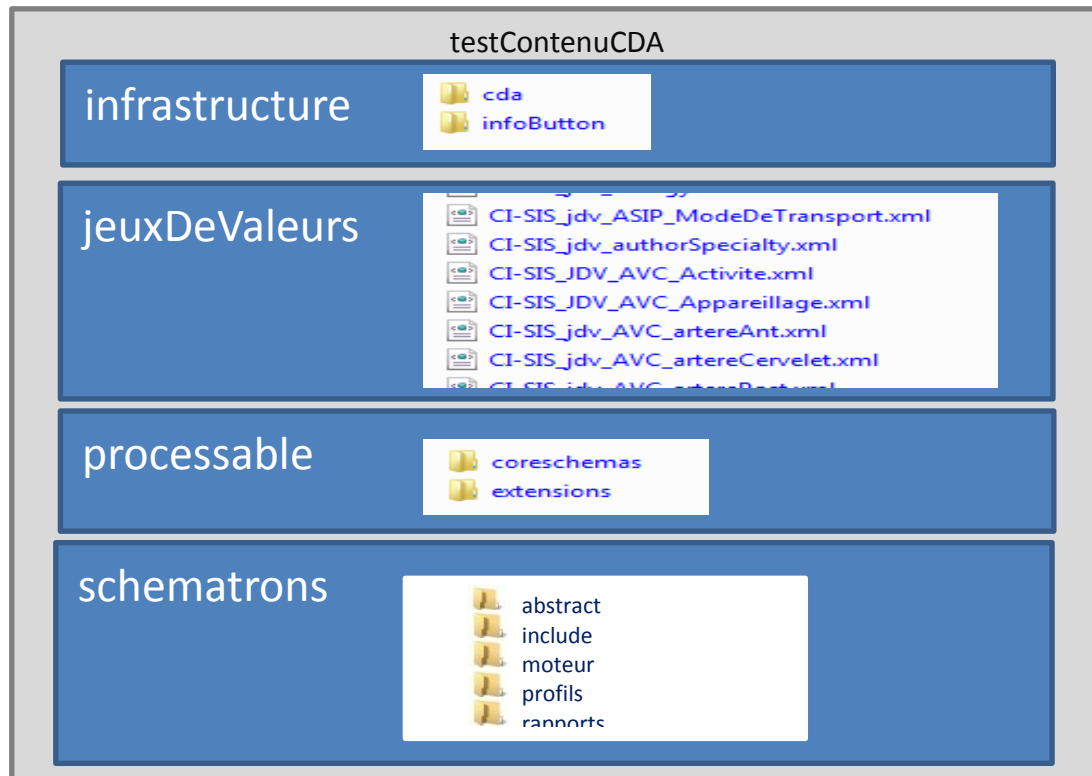 testContenuCDA
infrastructure
cda
infoButton
jeuxDeValeurs
CI-SIS_jdv_ASIP_ModeDeTransport.xml
CI-SIS_jdv_authorSpecialty.xml
CI-SIS_JDV_AVC_Activite.xml
CI-SIS_JDV_AVC_Appareillage.xml
CI-SIS_jdv_AVC_artereAnt.xml
CI-SIS_jdv_AVC_artereCervelet.xml
processable
coreschemas
extensions
schematrons
abstract
include
moteur
profils
rapports